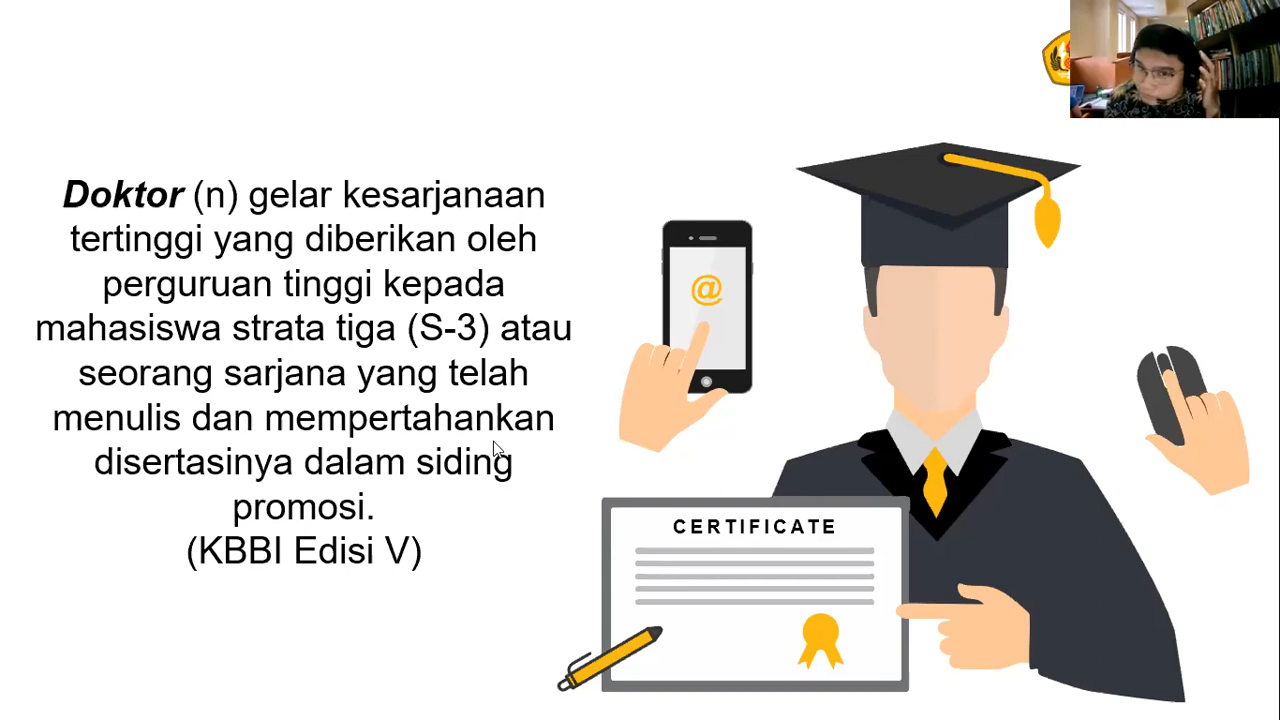 Doktor (n) gelar kesarjanaan
tertinggi yang diberikan oleh
perguruan tinggi kepada
mahasiswa strata tiga (S-3) atau
seorang sarjana yang telah
menulis dan mempertahankan
disertasinya dalam siding
promosi.
(KBBI Edisi V)
@
CERTIFICATE